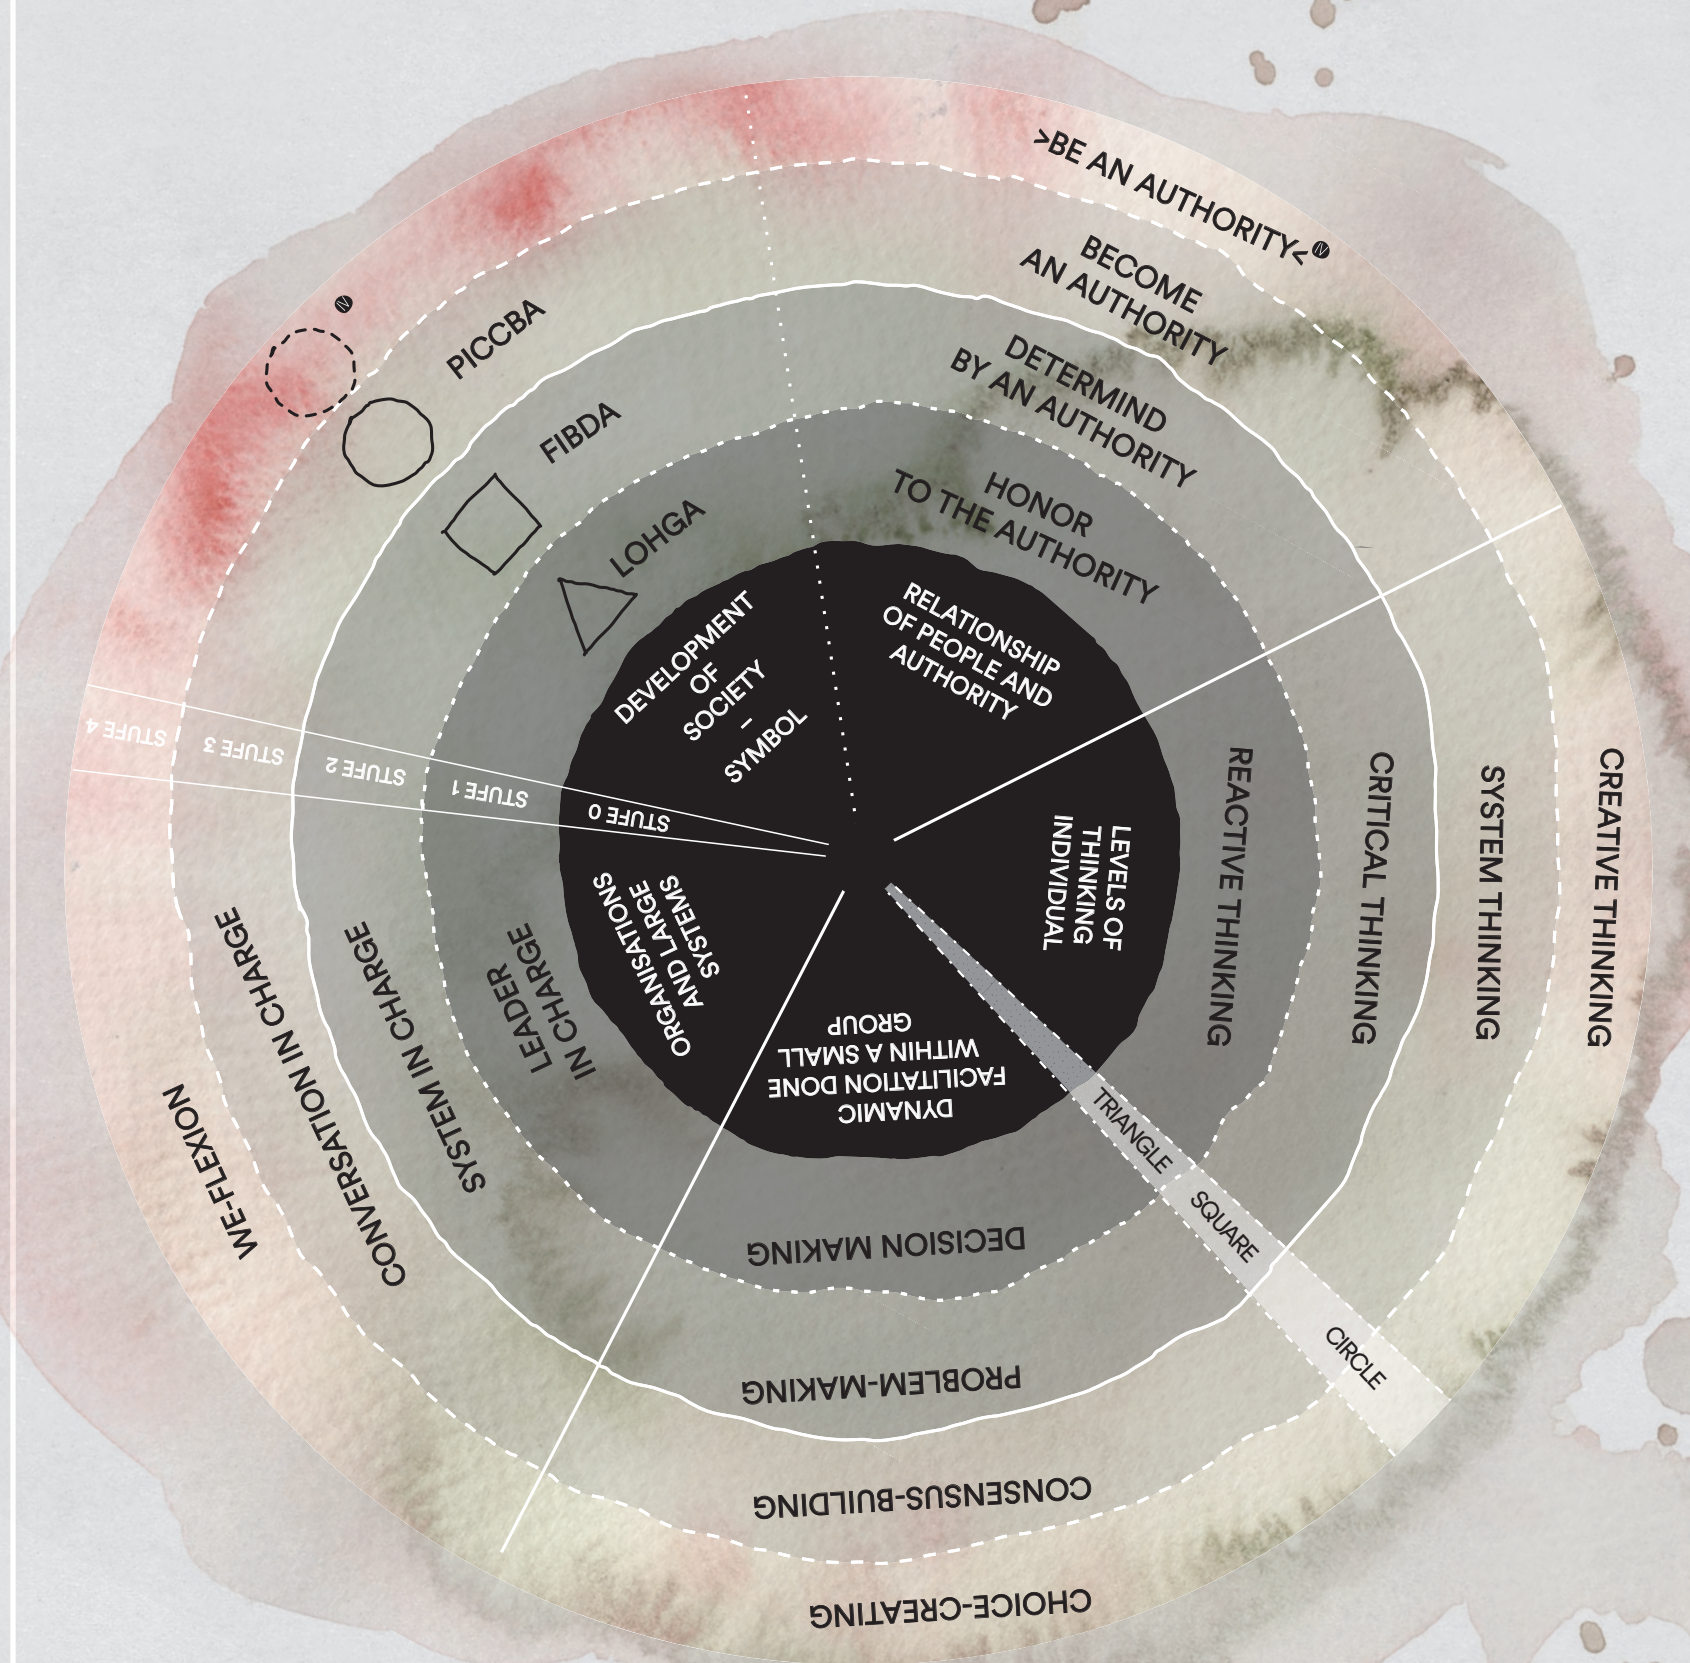 >BE AN AUTHORITY<
BECOME
AN AUTHORITY
DETERMIND
BY AN AUTHORITY
HONOR
TO THE AUTHORITY
RELATIONSHIP
OF PEOPLE AND
AUTHORITY
CREATIVE THINKING
SYSTEM THINKING
CRITICAL THINKING
REACTIVE THINKING
LEVELS OF
THINKING
INDIVIDUAL
TRIANGLE
SQUARE
CIRCLE
DYNAMIC
FACILITATION DONE
WITHIN A SMALL
GROUP
DECISION MAKING
PROBLEM-MAKING
CONSENSUS-BUILDING
CHOICE-CREATING
ORGANISATIONS
AND LARGE
SYSTEMS
LEADER
IN CHARGE
SYSTEM IN CHARGE
CONVERSATION IN CHARGE
WE-FLEXION
STUFE 0
STUFE 1
STUFE 2
STUFE 3
STUFE 4
DEVELOPMENT
OF
SOCIETY
-
SYMBOL
LOHGA
FIBDA
PICCBA
N
N